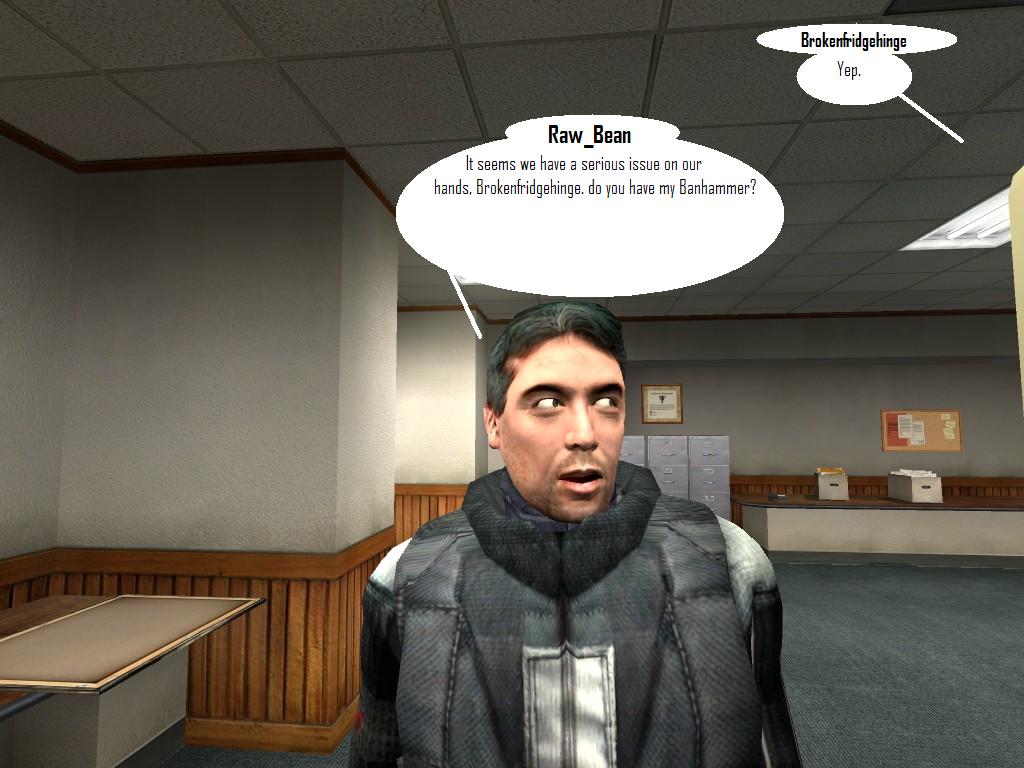 Raw_Bean
It seems we have a serious issue on our
hands, Brokenfridgehinge. do you have my Banhammer?
Brokenfridgehinge
Yep.